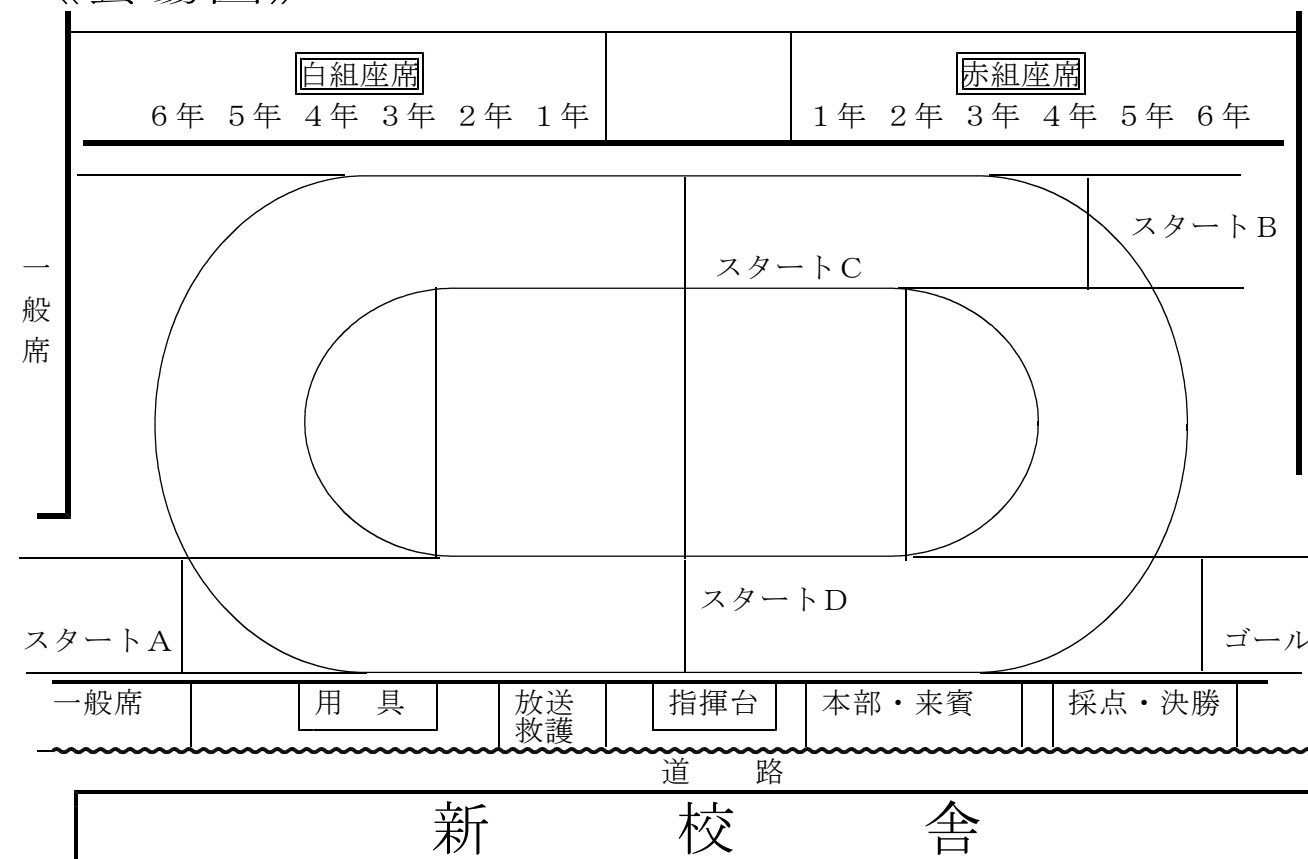 《会場図》
白組座席
赤組座席
６年 ５年 ４年 ３年 ２年 １年
１年 ２年 ３年 ４年 ５年 ６年
スタートＢ
スタートＣ
一般席
スタートＤ
スタートＡ
ゴール
一般席
用 具
放送
救護
指揮台
本部・来賓
採点・決勝
道 路
新 校 舎